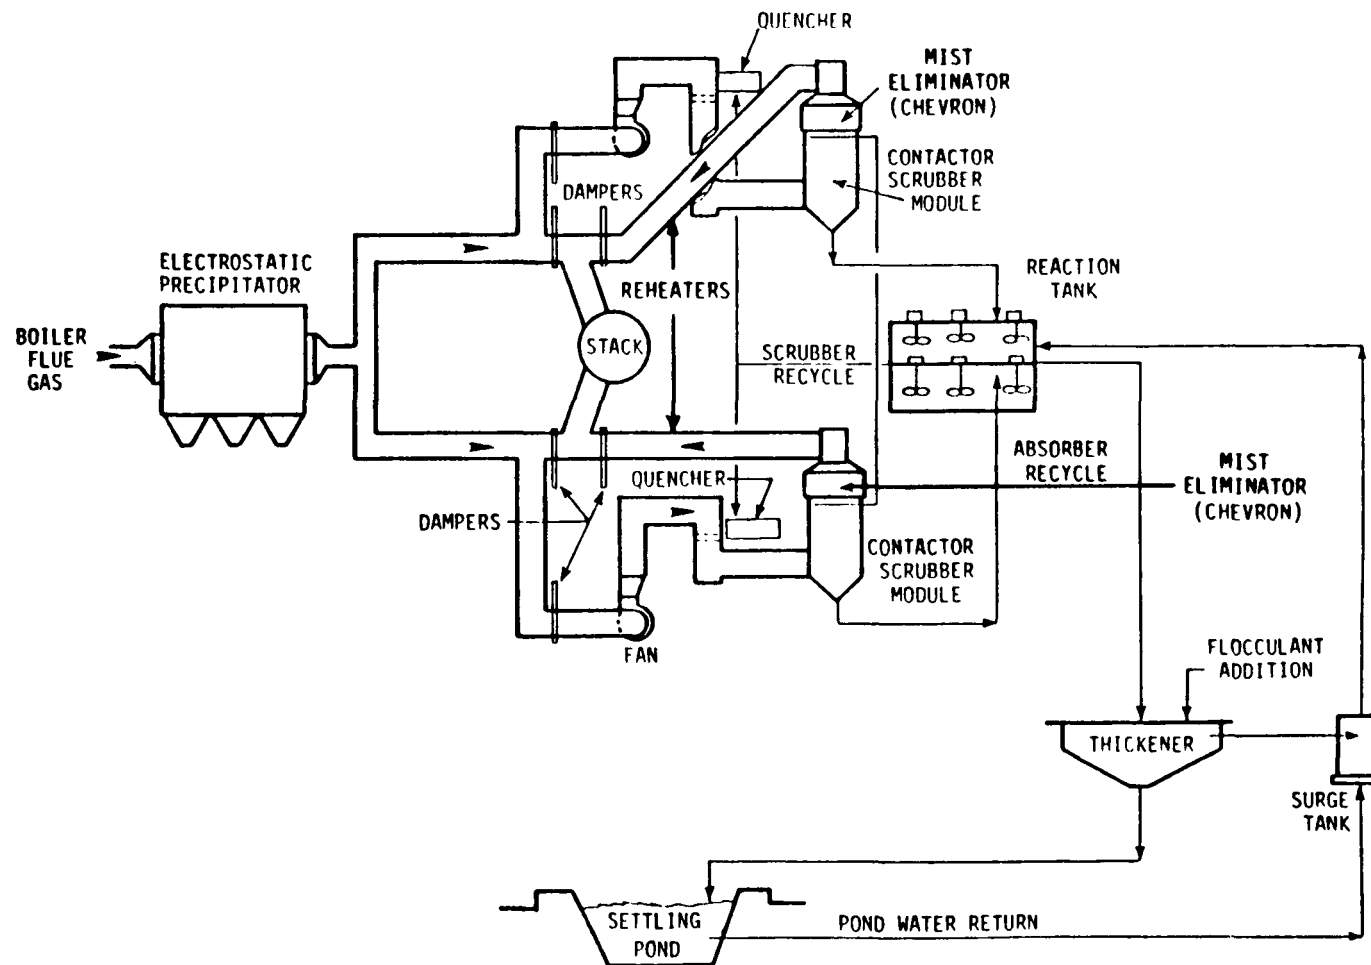 QUENCHER
MIST
ELIMINATOR
(CHEVRON)
CONTACTOR
SCRUBBER
MODULE
DAMPERS
ELECTROSTATIC
PRECIPITATOR
REACTION
TANK
REHEATERS
BOILER
FLUE
GAS
STACK
SCRUBBER
RECYCLE
ABSORBER
RECYCLE
MIST
ELIMINATOR
(CHEVRON)
QUENCHER
DAMPERS
CONTACTOR
SCRUBBER
MODULE
FAN
FLOCCULANT
ADDITION
THICKENER
SURGE
TANK
SETTLING
POND
POND WATER RETURN